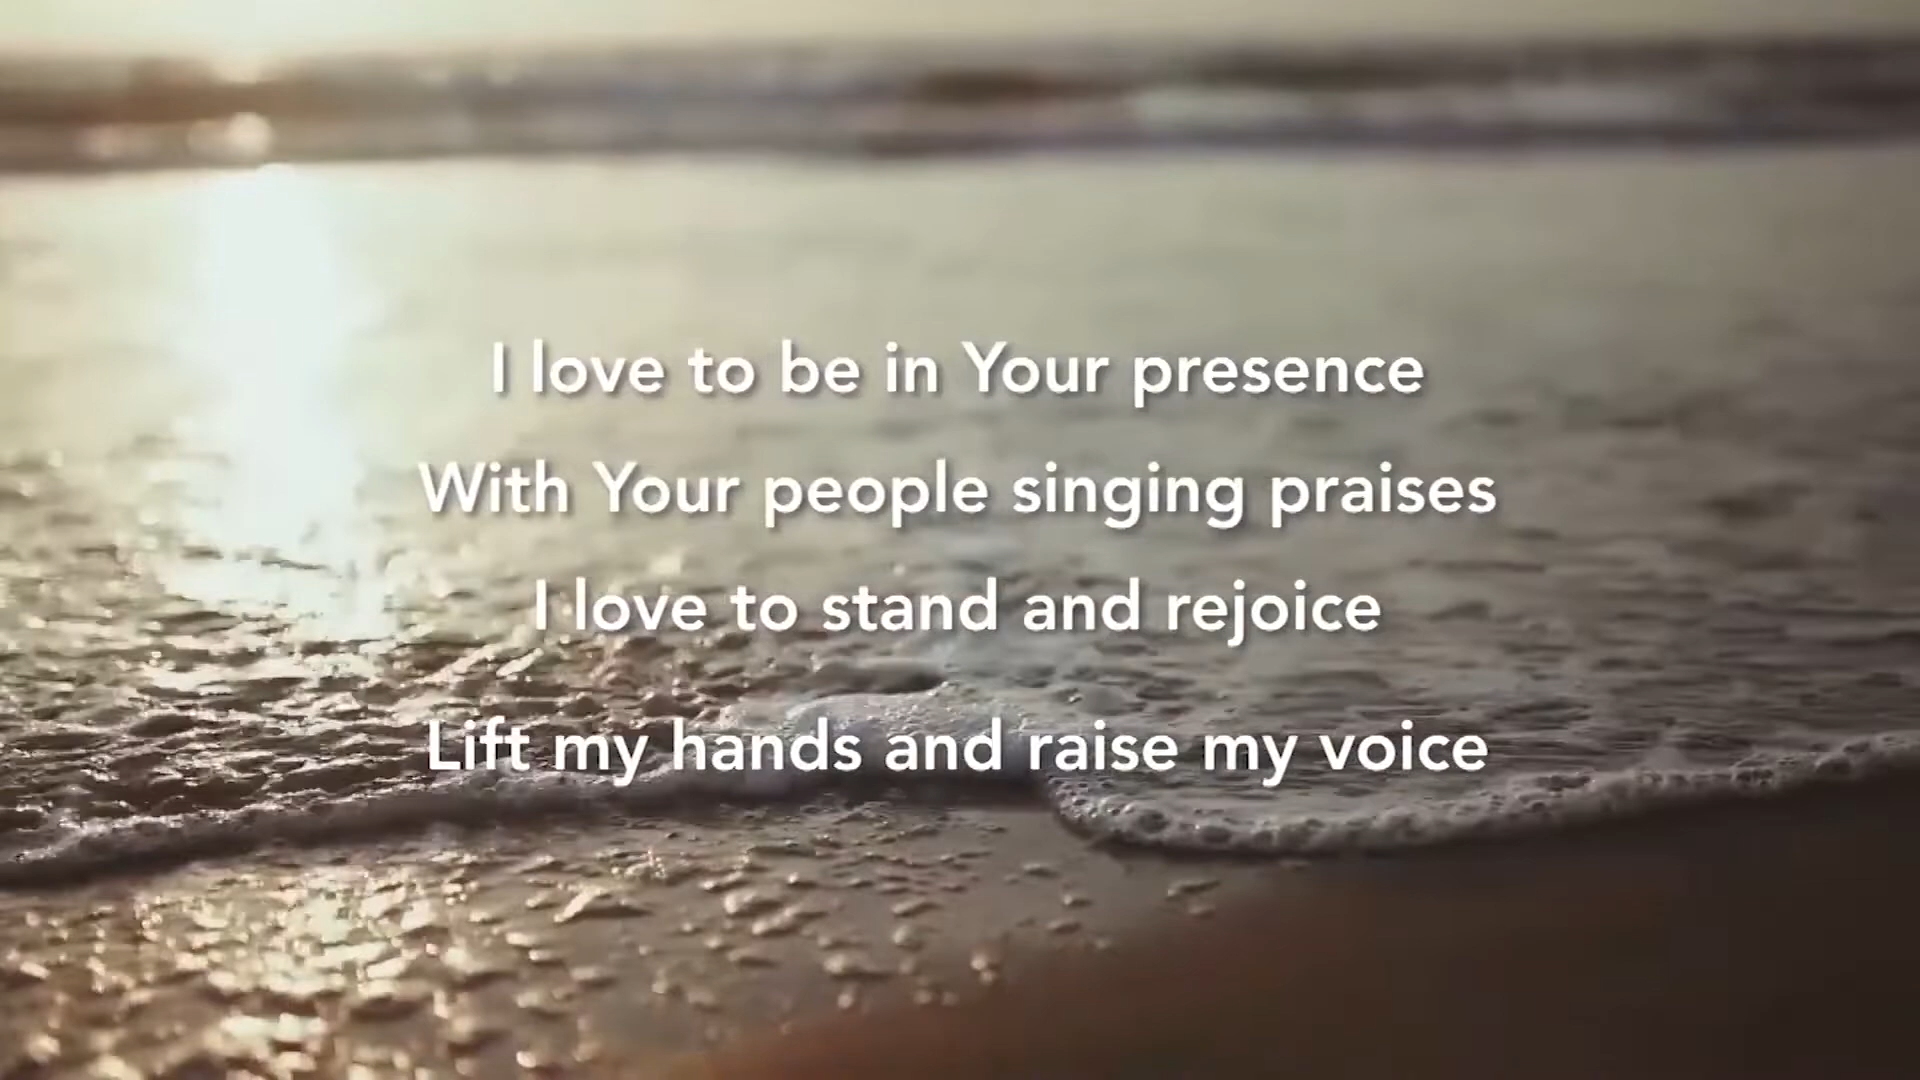 I love to be in Your presence
With Your people singing praises
I love to stand and rejoice
Lift my hands and raise my voice